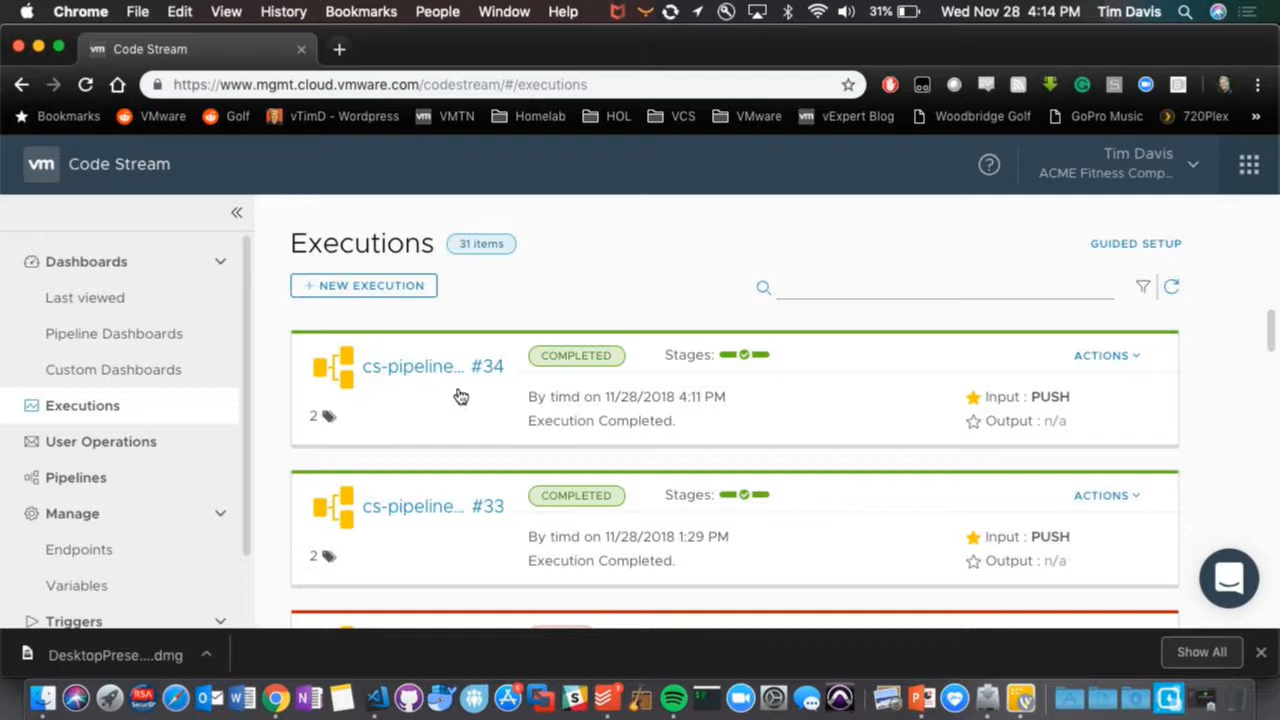 Chrome File Edit View History Bookmarks People Window Help 31% Wed Nov 28 4:14 PM Tim Davis
vm Code Stream
https://www.mgmt.cloud.vmware.com/codestream/#/executions
Bookmarks VMware Golf vTimD - Wordpress vm VMTN Homelab HOL VCS VMware vm vExpert Blog Woodbridge Golf GoPro Music 720Plex »
vm Code Stream
Tim Davis
ACME Fitness Comp...
Dashboards
Last viewed
Pipeline Dashboards
Custom Dashboards
Executions
User Operations
Pipelines
Manage
Endpoints
Variables
Triggers
Executions 31 items
GUIDED SETUP
+ NEW EXECUTION
cs-pipeline... #34 COMPLETED Stages: ACTIONS
By timd on 11/28/2018 4:11 PM Input : PUSH
2 Execution Completed. Output : n/a
cs-pipeline... #33 COMPLETED Stages: ACTIONS
By timd on 11/28/2018 1:29 PM Input : PUSH
2 Execution Completed. Output : n/a
DesktopPrese....dmg
Show All